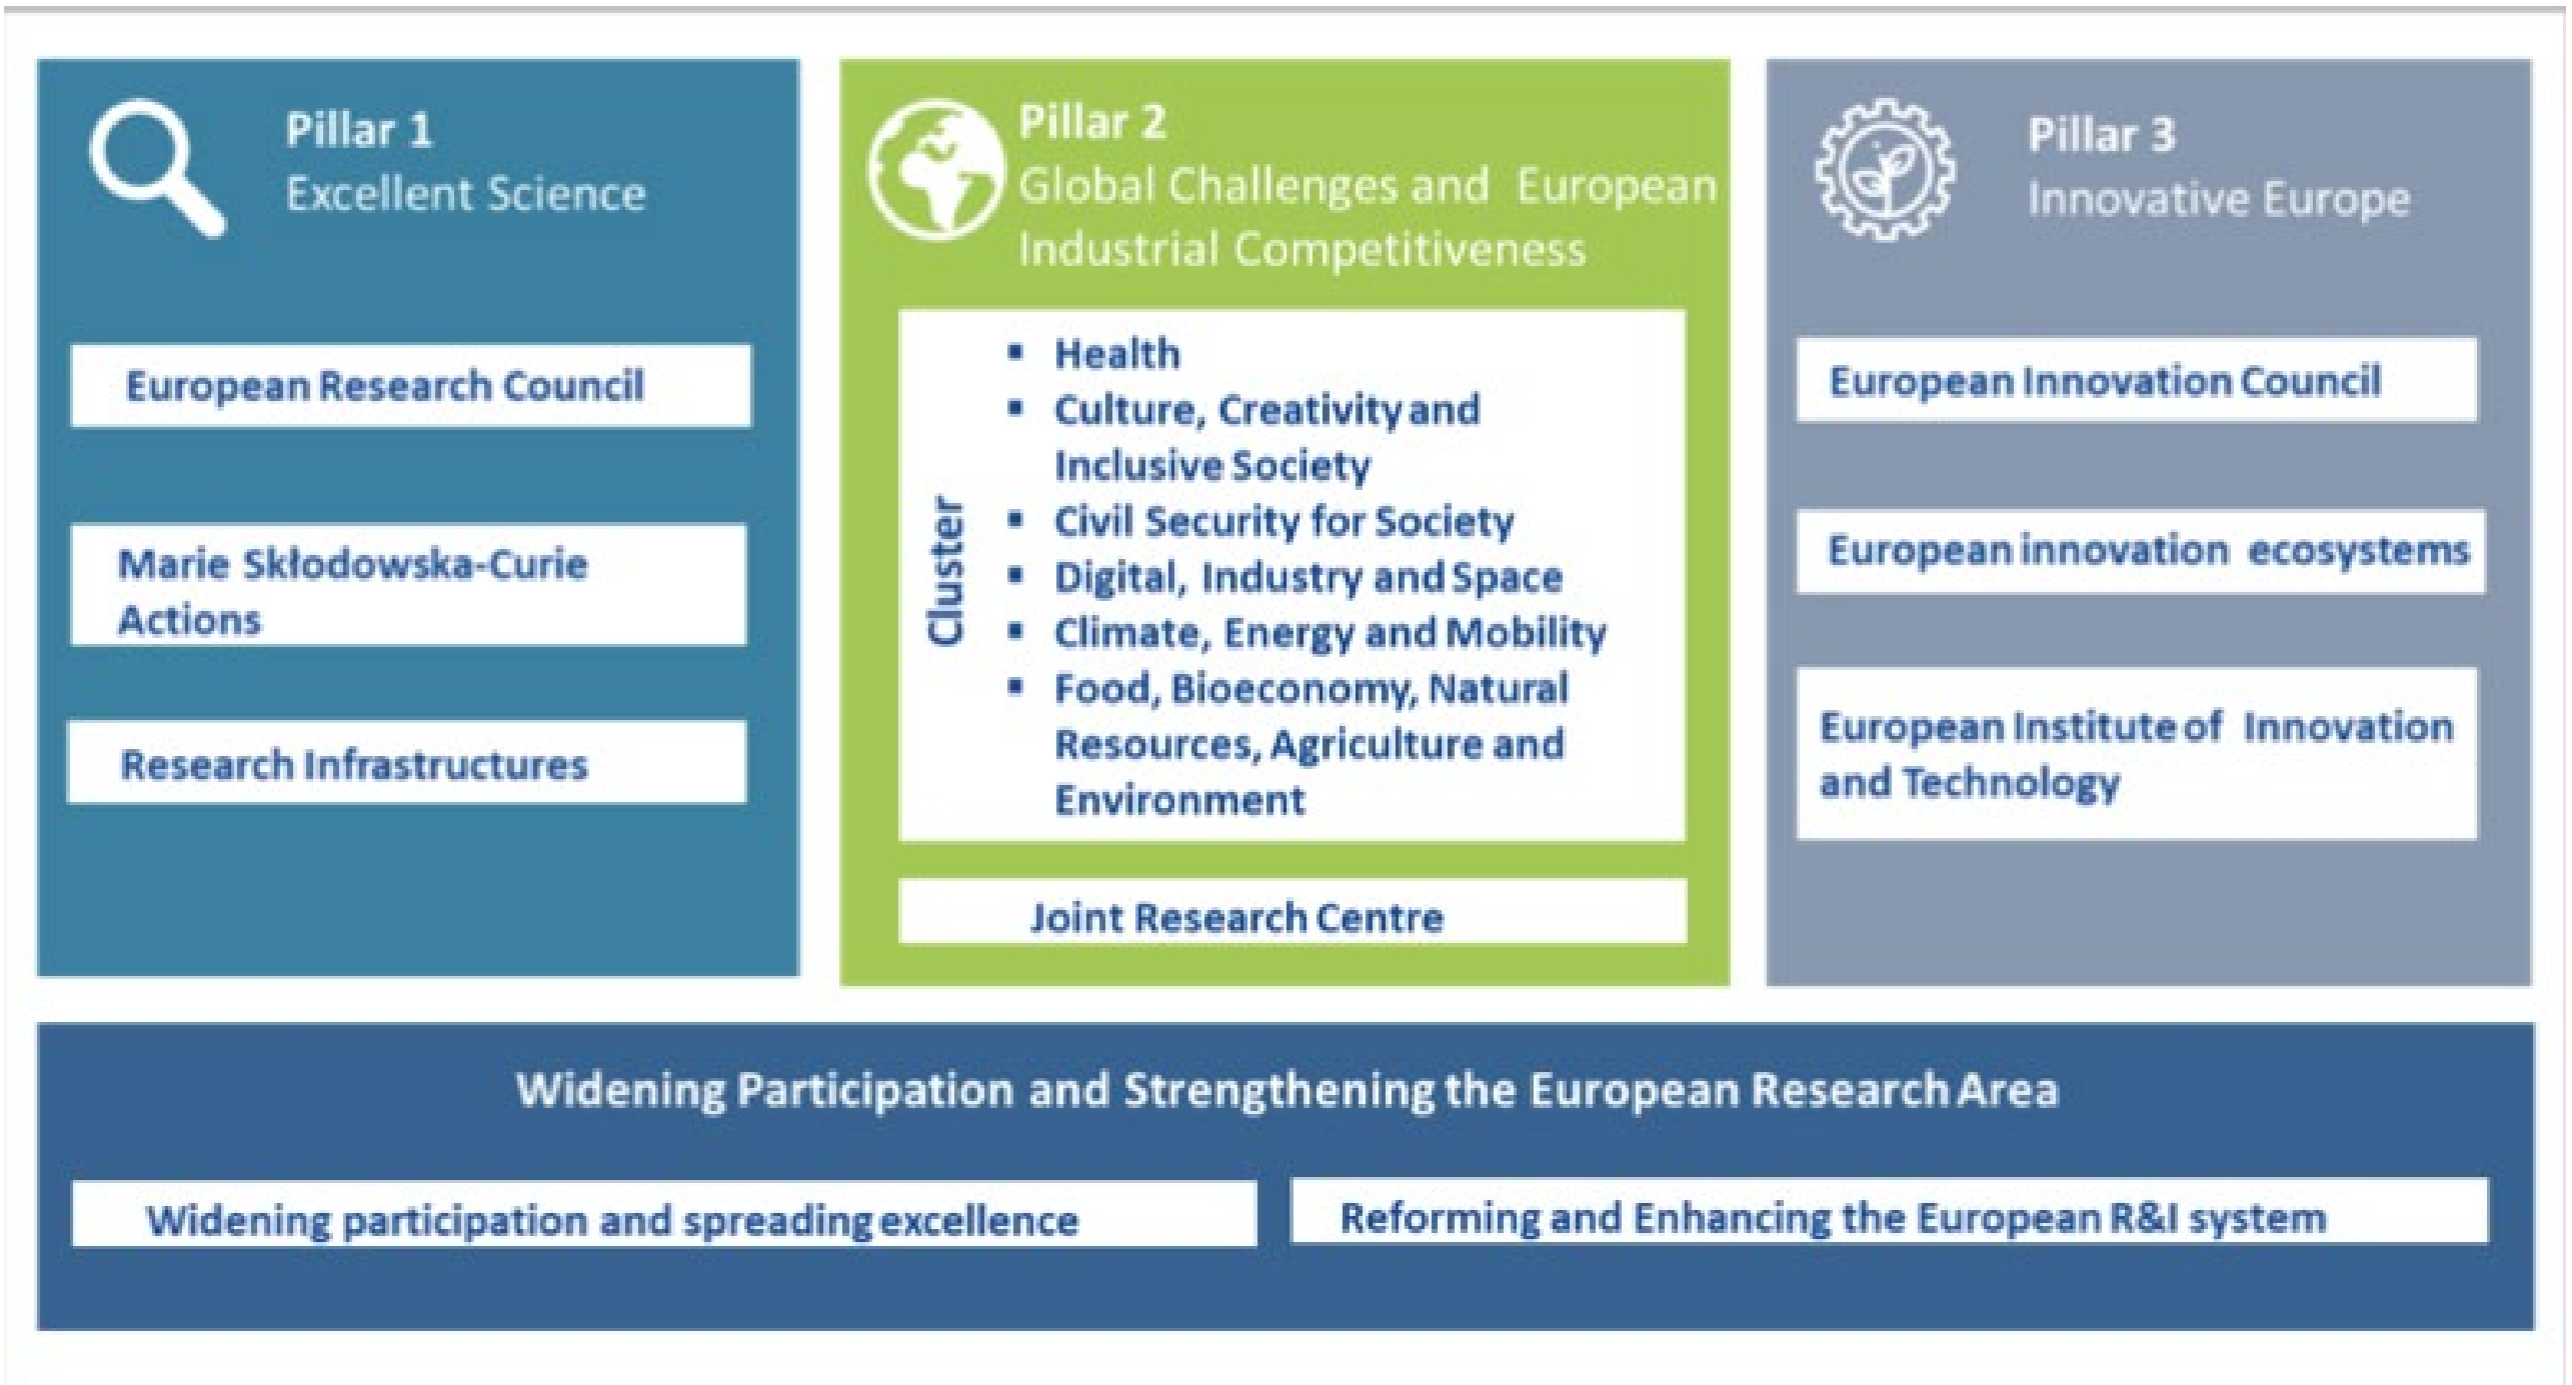 Pillar 1
Excellent Science
European Research Council
Marie Skłodowska-Curie
Actions
Research Infrastructures
Pillar 2
Global Challenges and European
Industrial Competitiveness
Cluster
▪ Health
▪ Culture, Creativity and
Inclusive Society
▪ Civil Security for Society
▪ Digital, Industry and Space
▪ Climate, Energy and Mobility
▪ Food, Bioeconomy, Natural
Resources, Agriculture and
Environment
Joint Research Centre
Pillar 3
Innovative Europe
European Innovation Council
European innovation ecosystems
European Institute of Innovation
and Technology
Widening Participation and Strengthening the European Research Area
Widening participation and spreading excellence
Reforming and Enhancing the European R&I system